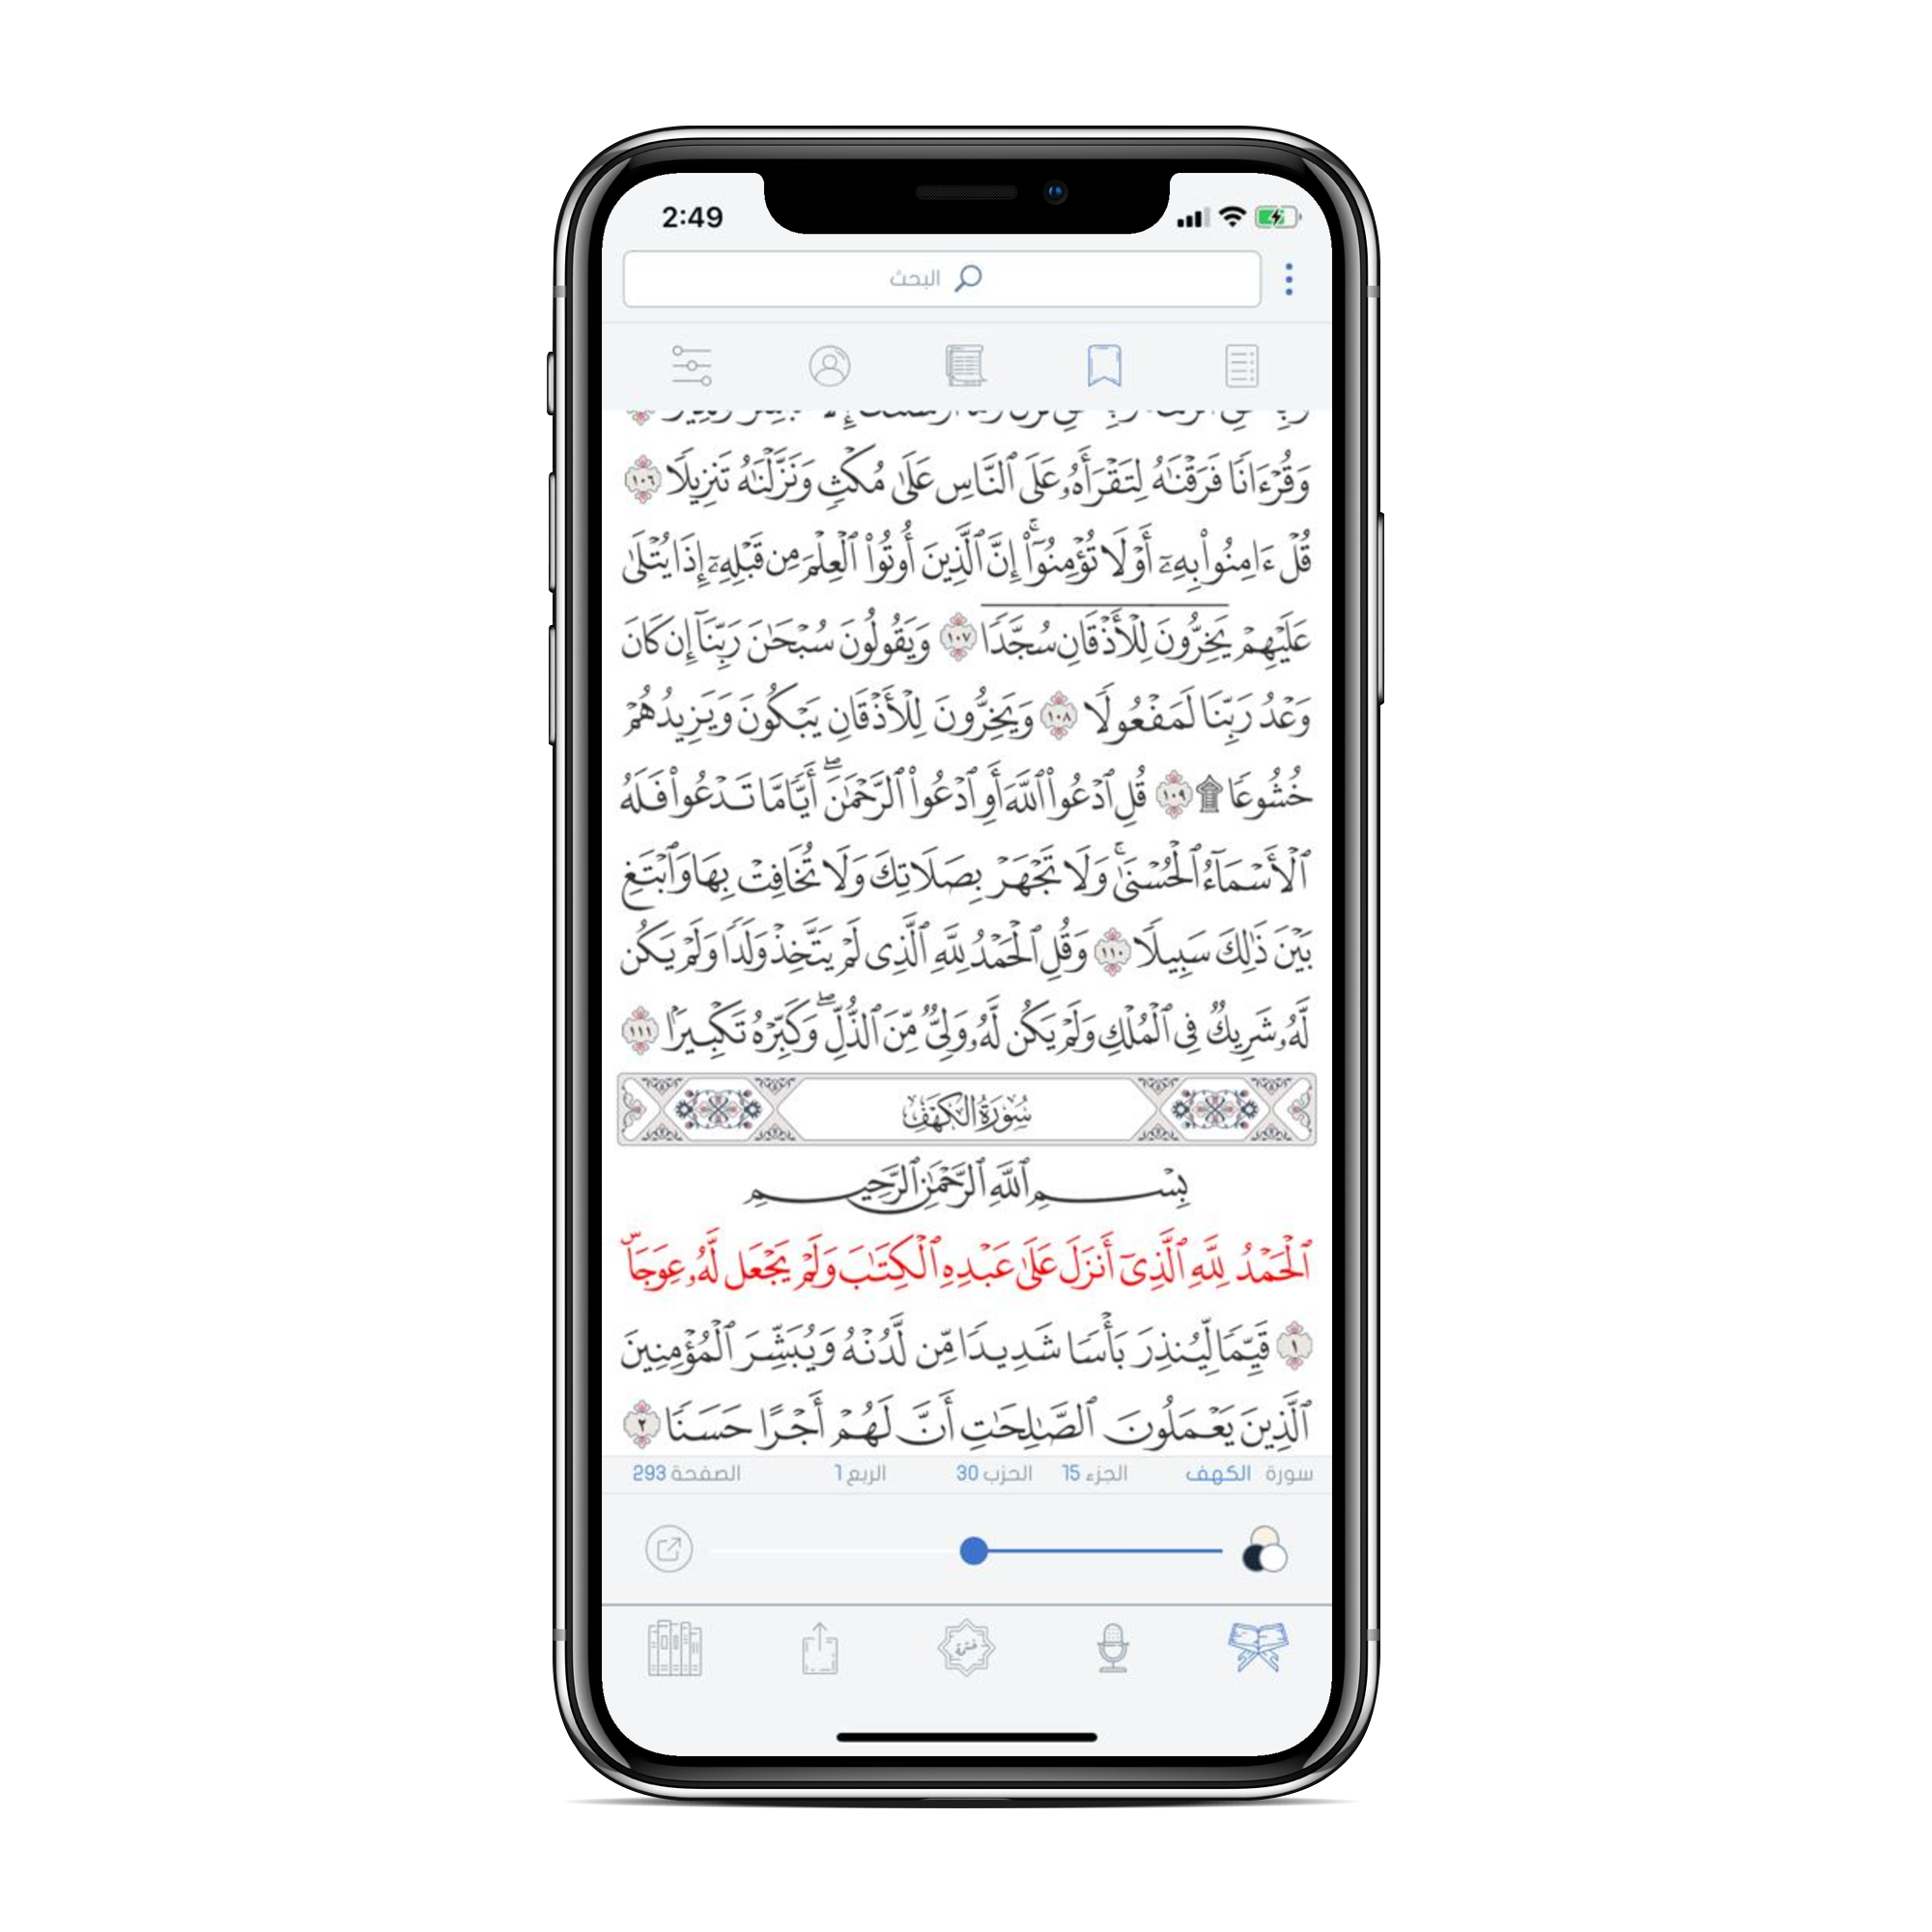 2:49
البحث
وَقُرْءَانًا فَرَقْنَٰهُ لِتَقْرَأَهُۥ عَلَى ٱلنَّاسِ عَلَىٰ مُكْثٍ وَنَزَّلْنَٰهُ تَنزِيلًا ١٠٦
قُلْ ءَامِنُوا۟ بِهِۦٓ أَوْ لَا تُؤْمِنُوٓا۟ ۚ إِنَّ ٱلَّذِينَ أُوتُوا۟ ٱلْعِلْمَ مِن قَبْلِهِۦٓ إِذَا يُتْلَىٰ
عَلَيْهِمْ يَخِرُّونَ لِلْأَذْقَانِ سُجَّدًا ١٠٧ وَيَقُولُونَ سُبْحَٰنَ رَبِّنَآ إِن كَانَ
وَعْدُ رَبِّنَا لَمَفْعُولًا ١٠٨ وَيَخِرُّونَ لِلْأَذْقَانِ يَبْكُونَ وَيَزِيدُهُمْ
خُشُوعًا ۩ ١٠٩ قُلِ ٱدْعُوا۟ ٱللَّهَ أَوِ ٱدْعُوا۟ ٱلرَّحْمَٰنَ ۖ أَيًّا مَّا تَدْعُوا۟ فَلَهُ
ٱلْأَسْمَآءُ ٱلْحُسْنَىٰ ۚ وَلَا تَجْهَرْ بِصَلَاتِكَ وَلَا تُخَافِتْ بِهَا وَٱبْتَغِ
بَيْنَ ذَٰلِكَ سَبِيلًا ١١٠ وَقُلِ ٱلْحَمْدُ لِلَّهِ ٱلَّذِى لَمْ يَتَّخِذْ وَلَدًا وَلَمْ يَكُن
لَّهُۥ شَرِيكٌ فِى ٱلْمُلْكِ وَلَمْ يَكُن لَّهُۥ وَلِىٌّ مِّنَ ٱلذُّلِّ ۖ وَكَبِّرْهُ تَكْبِيرًۢا ١١١
سُورَةُ الكَهْفِ
بِسْمِ ٱللَّهِ ٱلرَّحْمَٰنِ ٱلرَّحِيمِ
ٱلْحَمْدُ لِلَّهِ ٱلَّذِىٓ أَنزَلَ عَلَىٰ عَبْدِهِ ٱلْكِتَٰبَ وَلَمْ يَجْعَل لَّهُۥ عِوَجَا ۜ
١ قَيِّمًا لِّيُنذِرَ بَأْسًا شَدِيدًا مِّن لَّدُنْهُ وَيُبَشِّرَ ٱلْمُؤْمِنِينَ
ٱلَّذِينَ يَعْمَلُونَ ٱلصَّٰلِحَٰتِ أَنَّ لَهُمْ أَجْرًا حَسَنًا ٢
سورة الكهف الجزء 15 الحزب 30 الربع 1 الصفحة 293